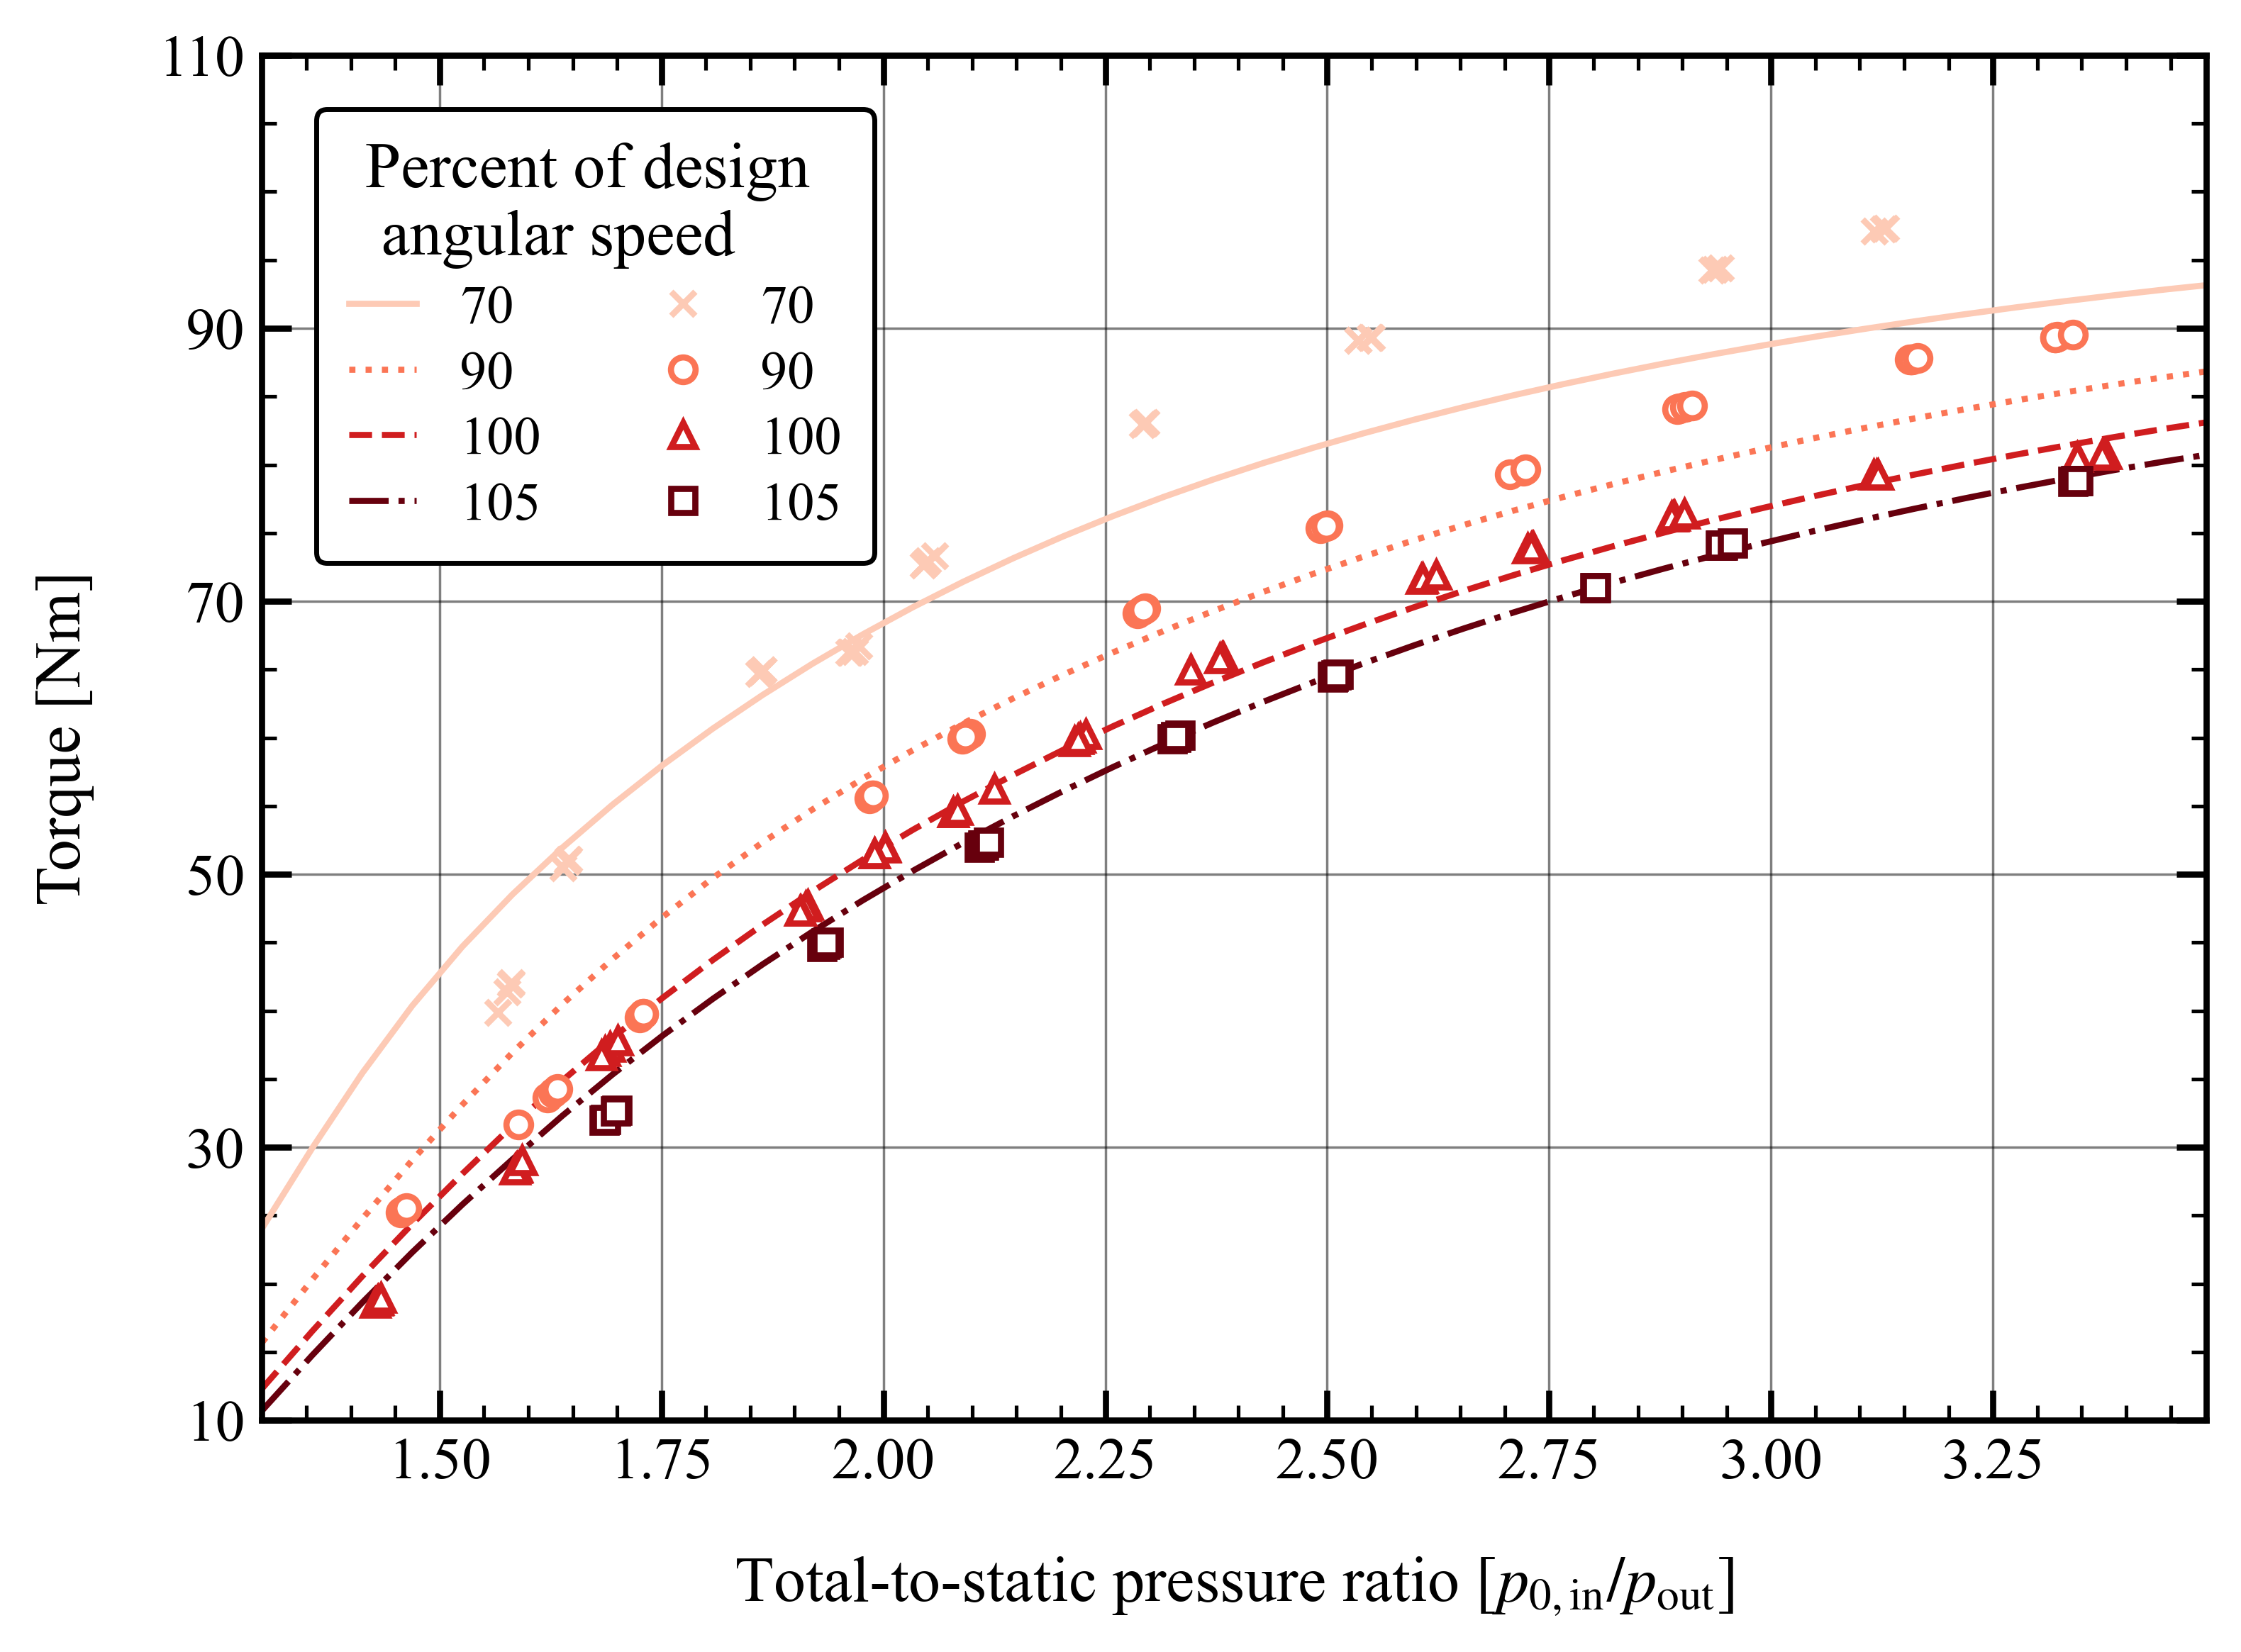 110
90
70
50
30
10
Torque [Nm]
Percent of design
angular speed
70 70
90 90
100 100
105 105
1.50 1.75 2.00 2.25 2.50 2.75 3.00 3.25
Total-to-static pressure ratio [p0, in/pout]